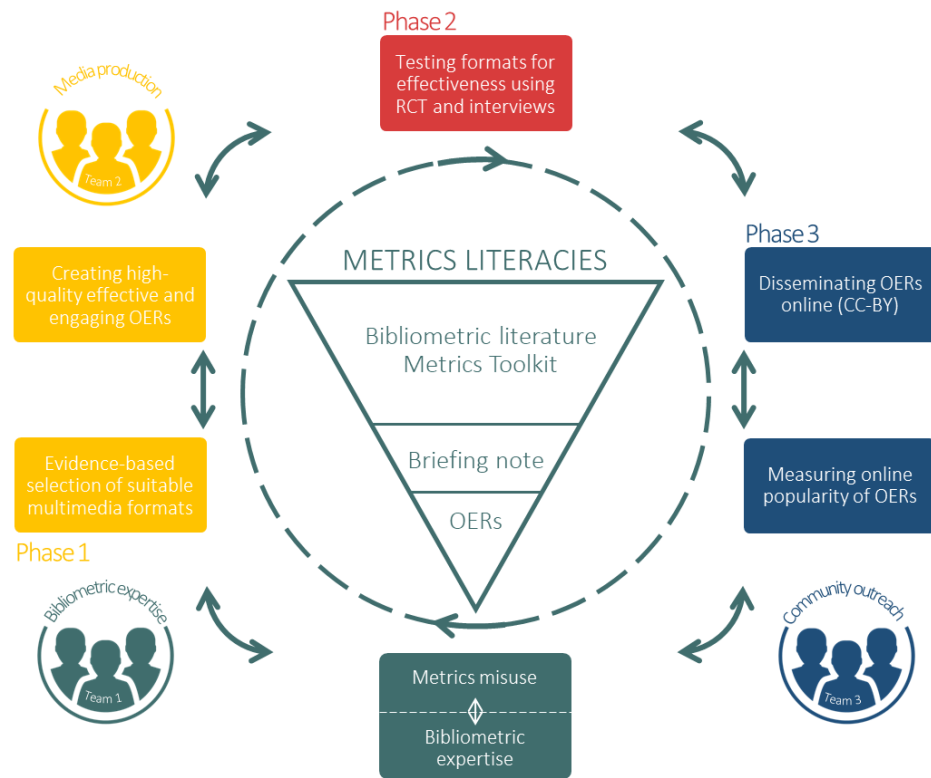 Phase 2
Testing formats for
effectiveness using
RCT and interviews
Media production
Team 2
Phase 3
Creating high-
quality effective and
engaging OERs
METRICS LITERACIES
Disseminating OERs
online (CC-BY)
Bibliometric literature
Metrics Toolkit
Evidence-based
selection of suitable
multimedia formats
Briefing note
Measuring online
popularity of OERs
OERs
Phase 1
Bibliometric expertise
Team 1
Community outreach
Team 3
Metrics misuse
Bibliometric
expertise